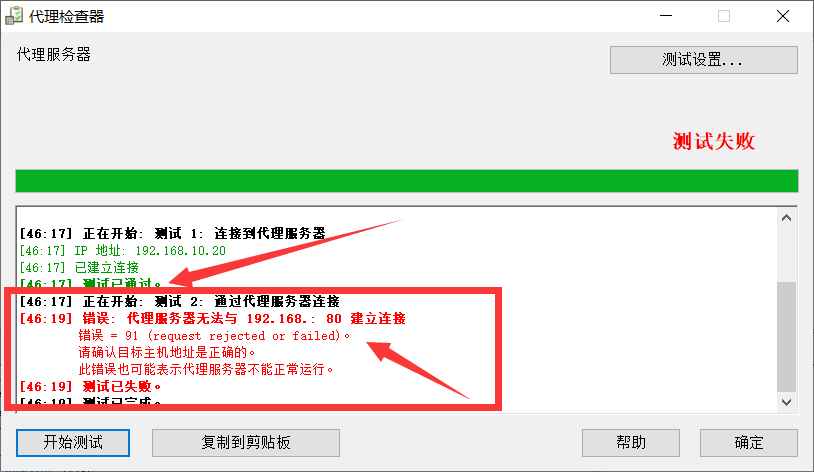 代理检查器
代理服务器
测试设置...
测试失败
[46:17] 正在开始: 测试 1: 连接到代理服务器
[46:17] IP 地址: 192.168.10.20
[46:17] 已建立连接
[46:17] 测试已通过。
[46:17] 正在开始: 测试 2: 通过代理服务器连接
[46:19] 错误: 代理服务器无法与 192.168.: 80 建立连接
错误 = 91 (request rejected or failed)。
请确认目标主机地址是正确的。
此错误也可能表示代理服务器不能正常运行。
[46:19] 测试已失败。
[46:19] 测试已完成。
开始测试
复制到剪贴板
帮助
确定